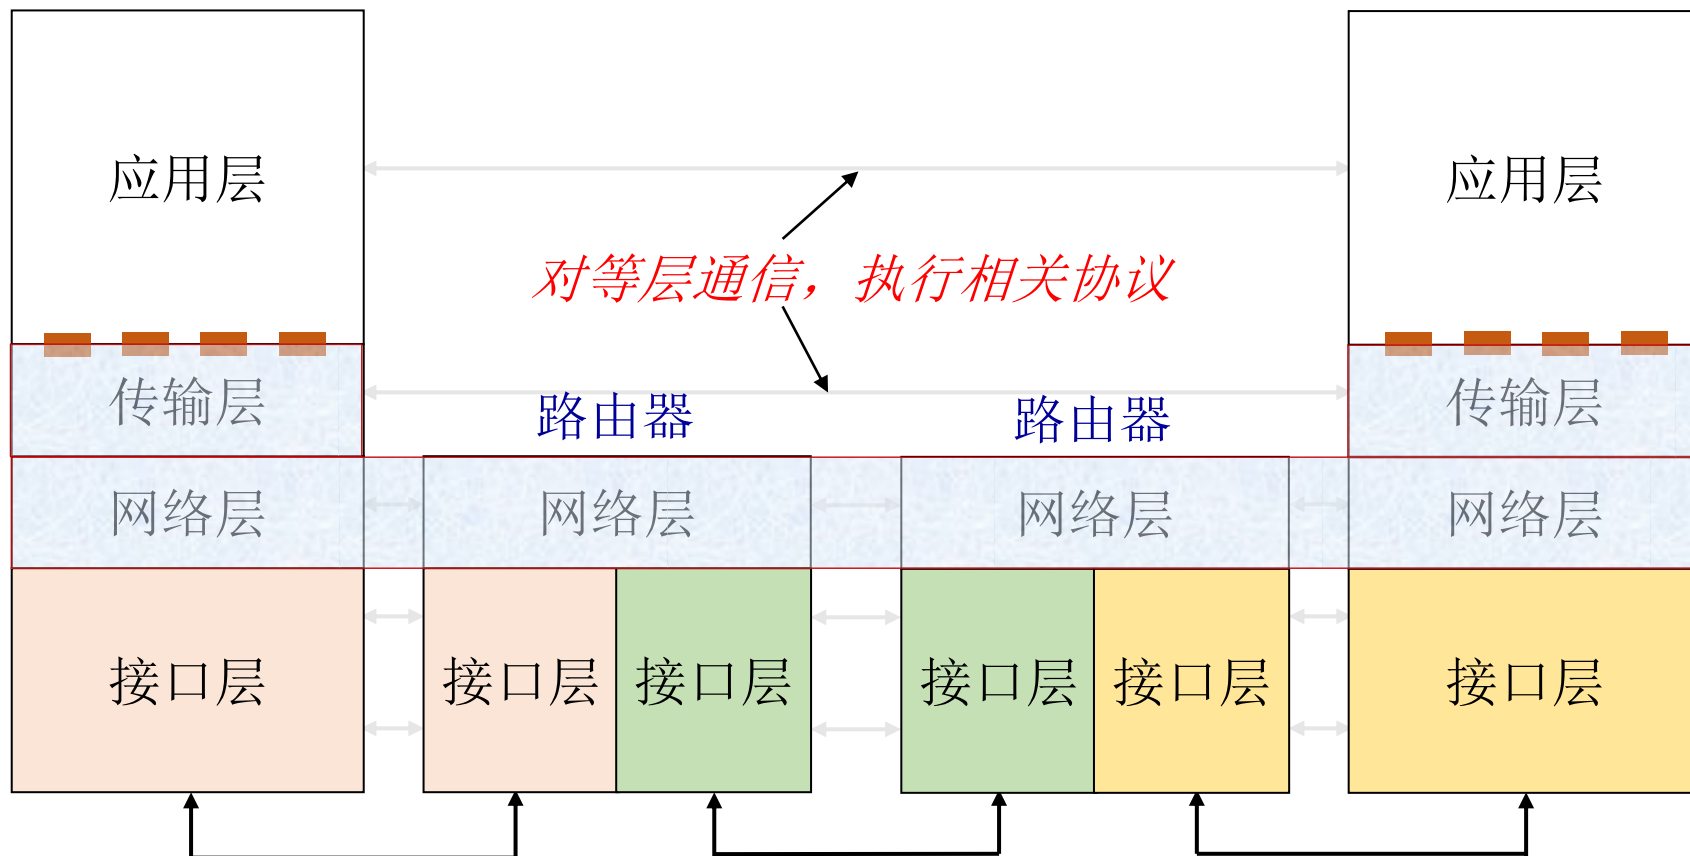 应用层
应用层
对等层通信，执行相关协议
传输层
传输层
路由器
路由器
网络层
网络层
网络层
网络层
接口层
接口层
接口层
接口层
接口层
接口层